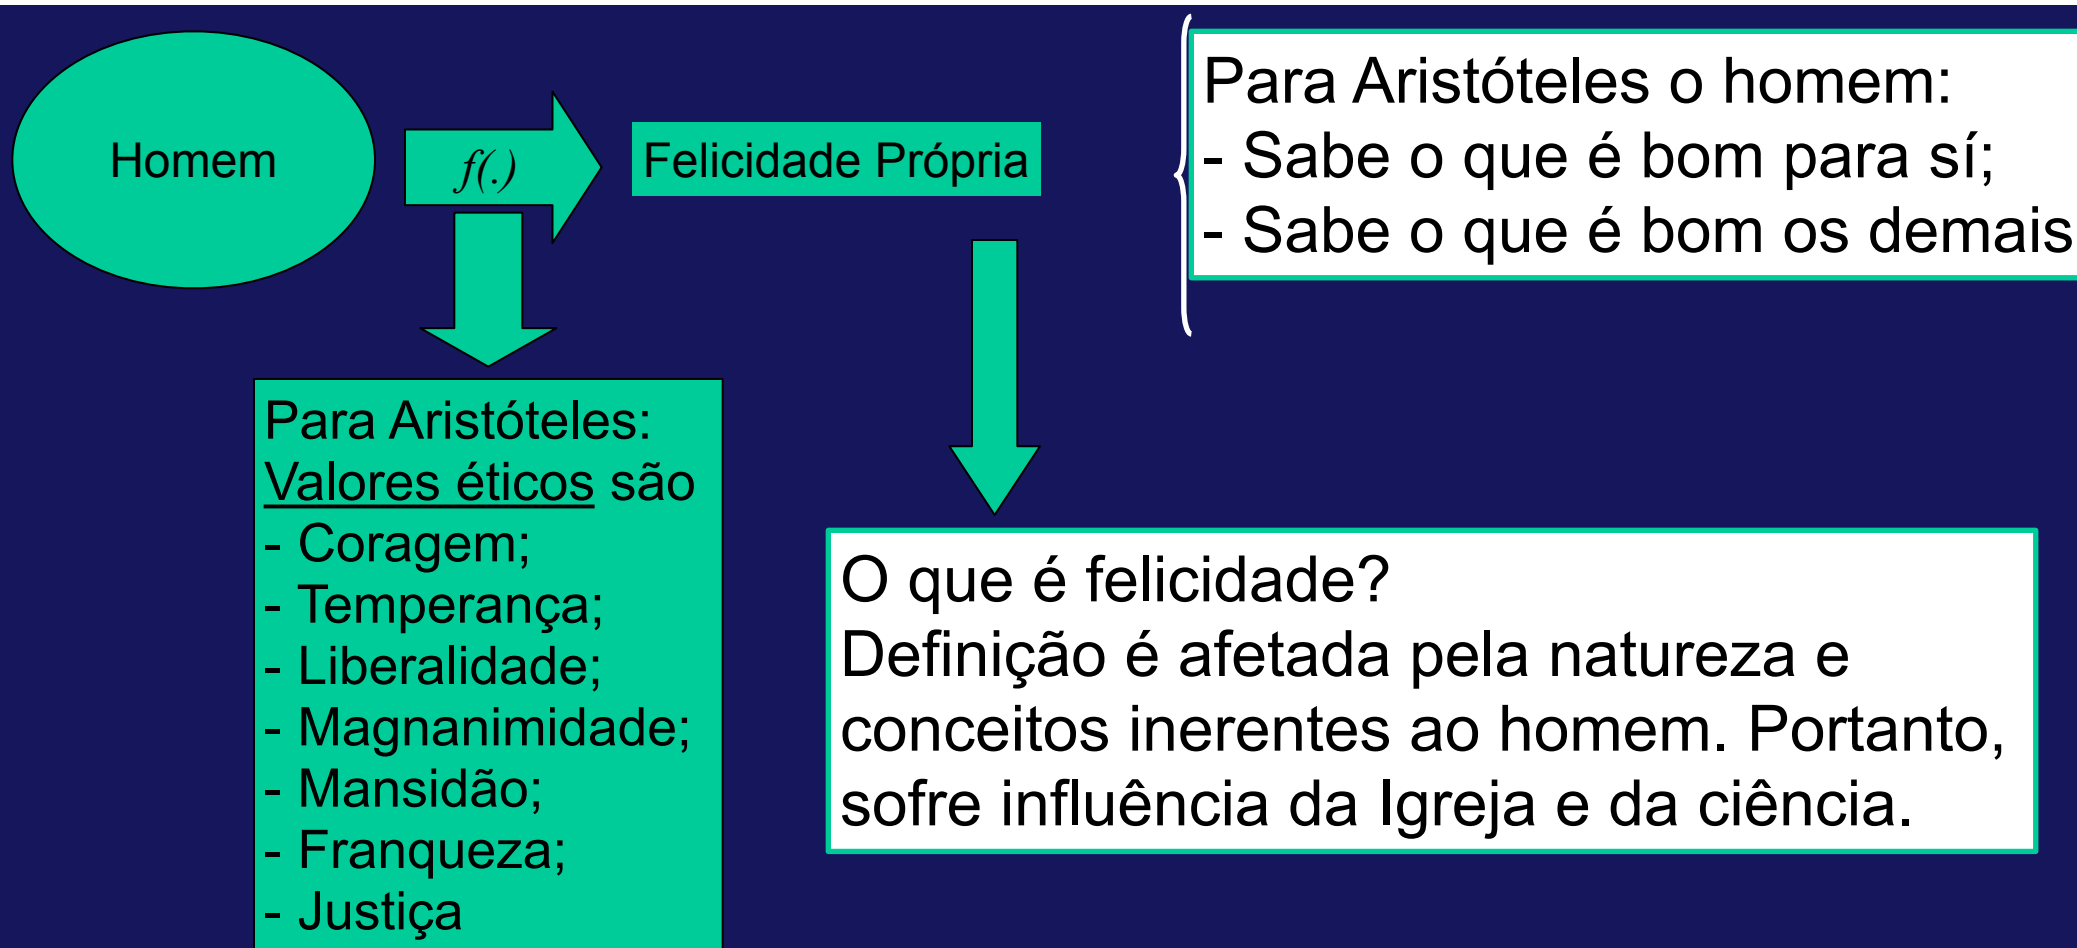 Homem
f(.)
Felicidade Própria
Para Aristóteles o homem:
- Sabe o que é bom para sí;
- Sabe o que é bom os demais
Para Aristóteles:
Valores éticos são
- Coragem;
- Temperança;
- Liberalidade;
- Magnanimidade;
- Mansidão;
- Franqueza;
- Justiça
O que é felicidade?
Definição é afetada pela natureza e
conceitos inerentes ao homem. Portanto,
sofre influência da Igreja e da ciência.